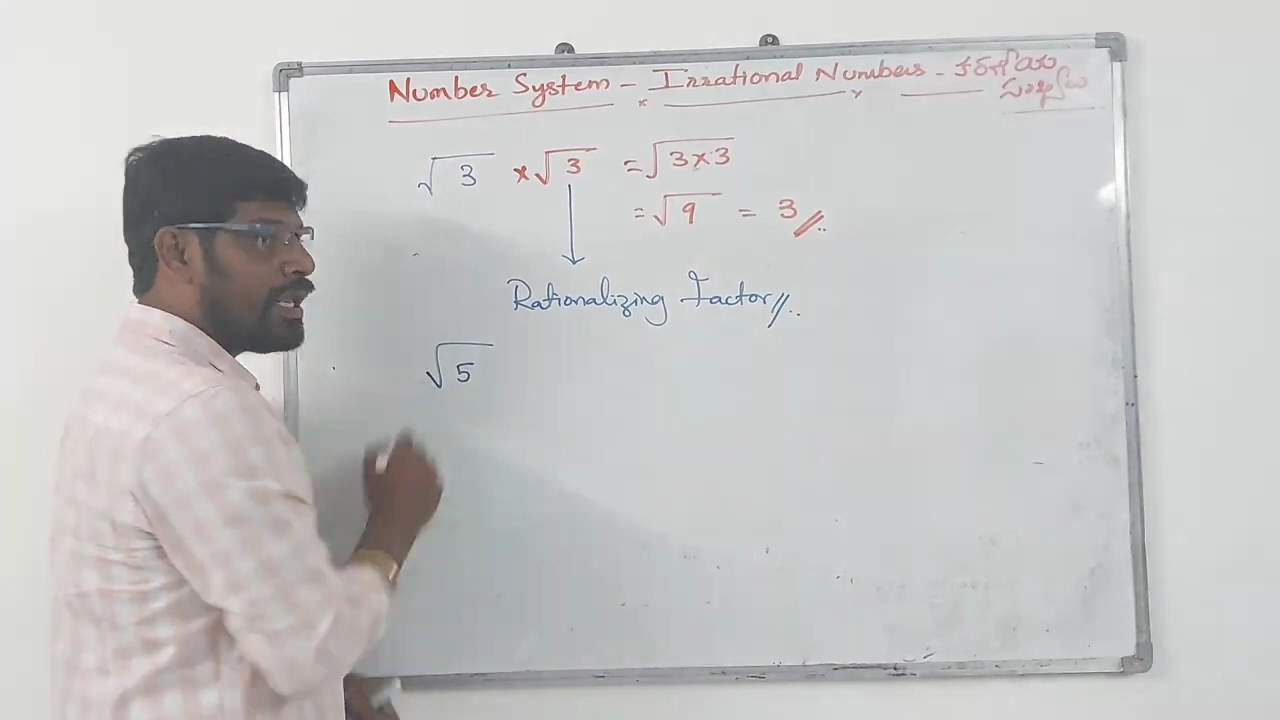 Number System - Irrational Numbers - కరణీయ
సంఖ్యలు
√3 × √3 = √3×3
= √9 = 3
Rationalizing Factor
√5